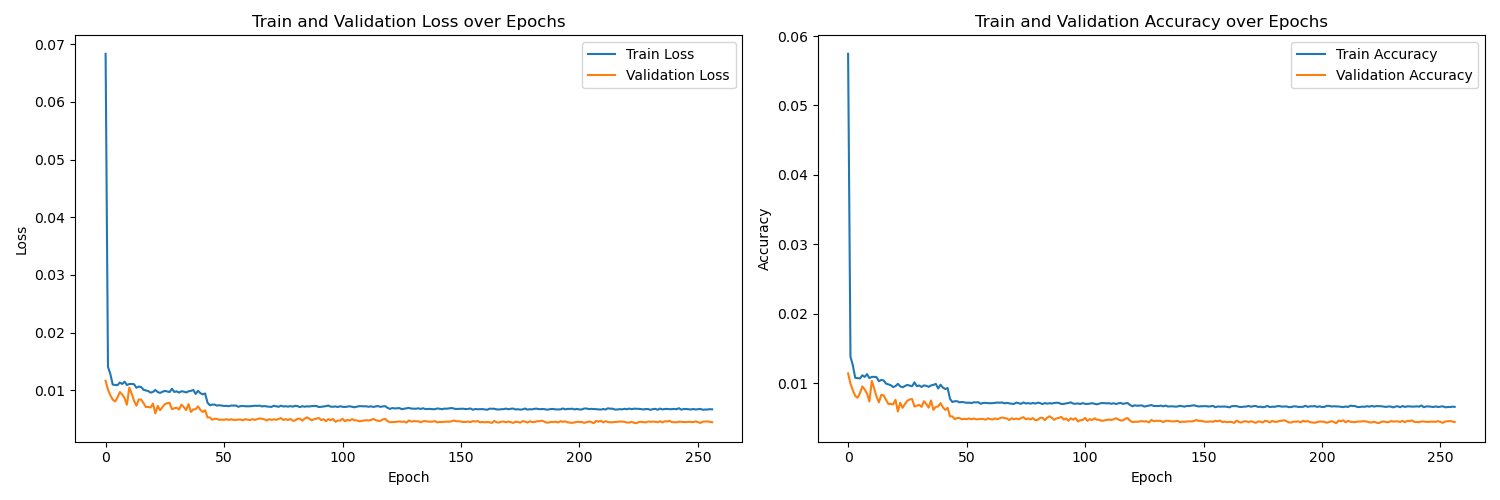 Train and Validation Loss over Epochs
0.07
0.06
0.05
0.04
0.03
0.02
0.01
Loss
Train Loss
Validation Loss
0
50
100
150
200
250
Epoch
Train and Validation Accuracy over Epochs
0.06
0.05
0.04
0.03
0.02
0.01
Accuracy
Train Accuracy
Validation Accuracy
0
50
100
150
200
250
Epoch